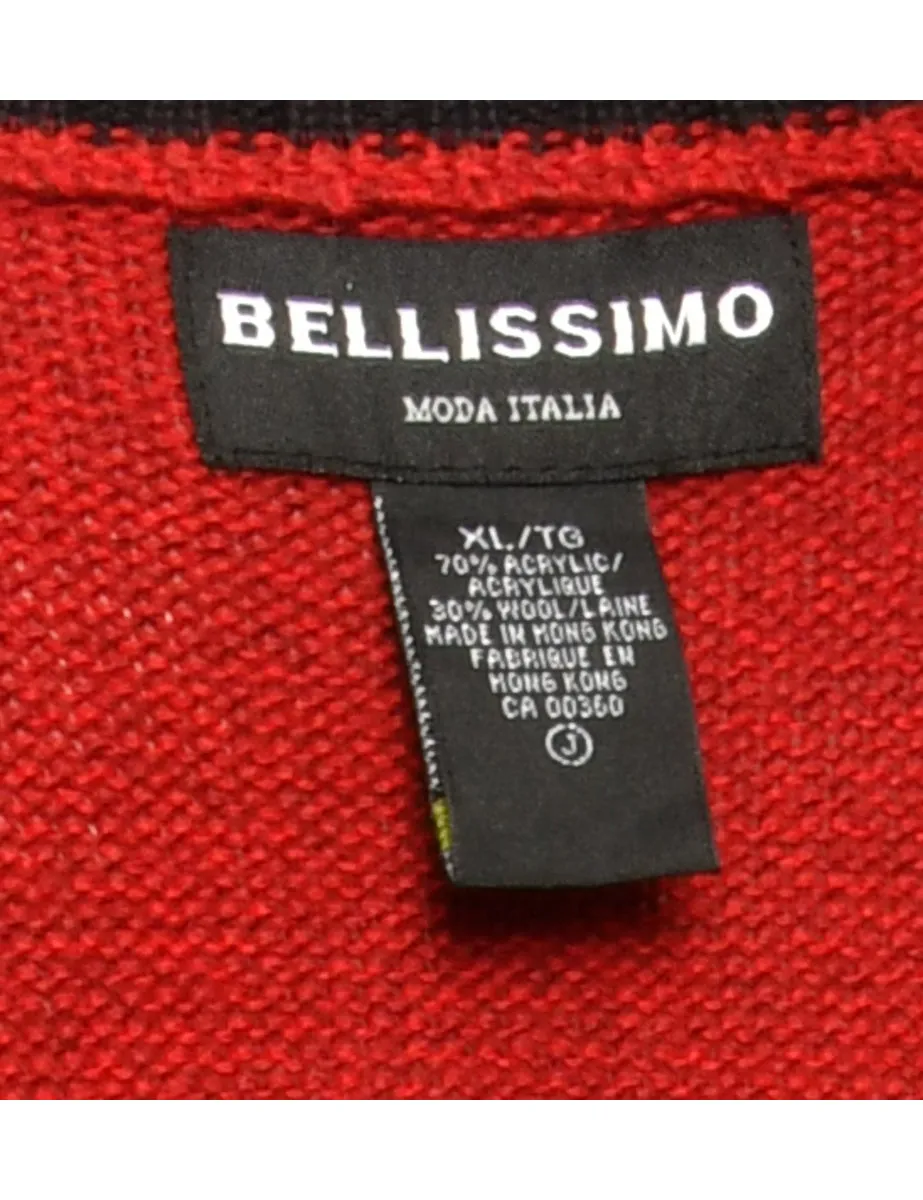 BELLISSIMO
MODA ITALIA
XL/TG
70% ACRYLIC/
ACRYLIQUE
30% WOOL/LAINE
MADE IN HONG KONG
FABRIQUE EN
HONG KONG
CA 00360
J